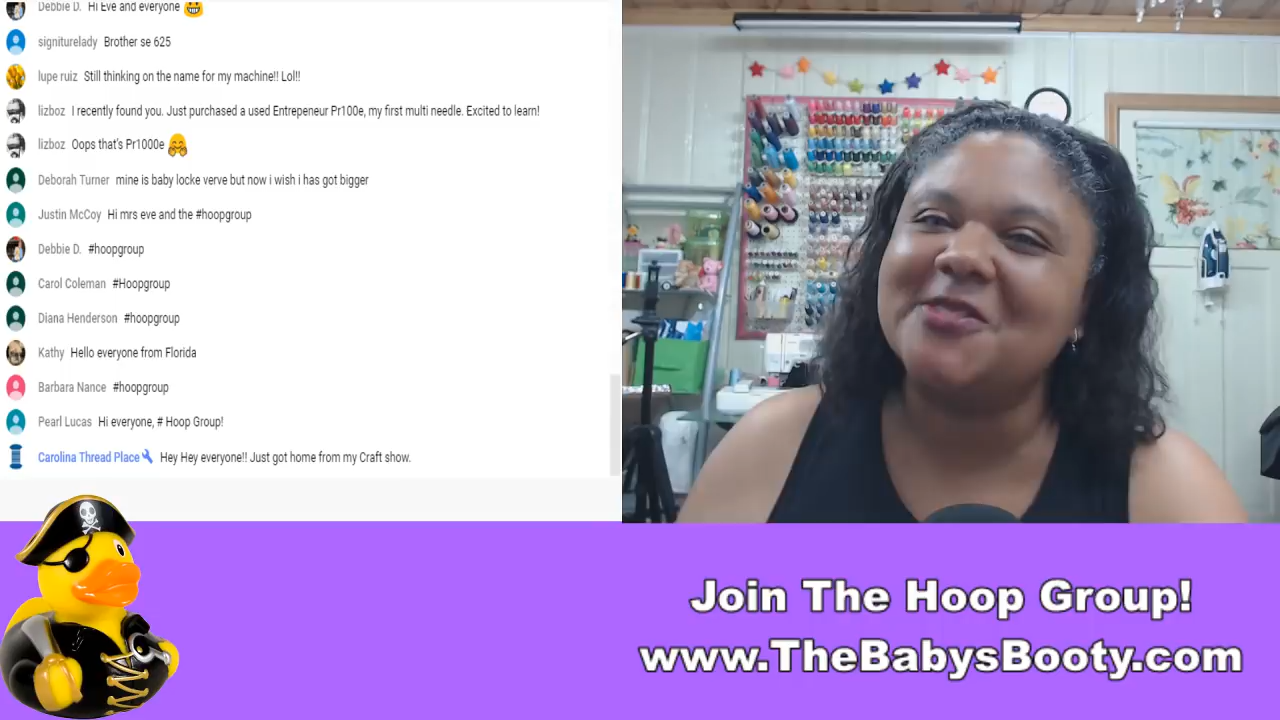 Debbie D. Hi Eve and everyone
signiturelady Brother se 625
lupe ruiz Still thinking on the name for my machine!! Lol!!
lizboz I recently found you. Just purchased a used Entrepeneur Pr100e, my first multi needle. Excited to learn!
lizboz Oops that's Pr1000e
Deborah Turner mine is baby locke verve but now i wish i has got bigger
Justin McCoy Hi mrs eve and the #hoopgroup
Debbie D. #hoopgroup
Carol Coleman #Hoopgroup
Diana Henderson #hoopgroup
Kathy Hello everyone from Florida
Barbara Nance #hoopgroup
Pearl Lucas Hi everyone, # Hoop Group!
Carolina Thread Place Hey Hey everyone!! Just got home from my Craft show.
Join The Hoop Group!
www.TheBabysBooty.com